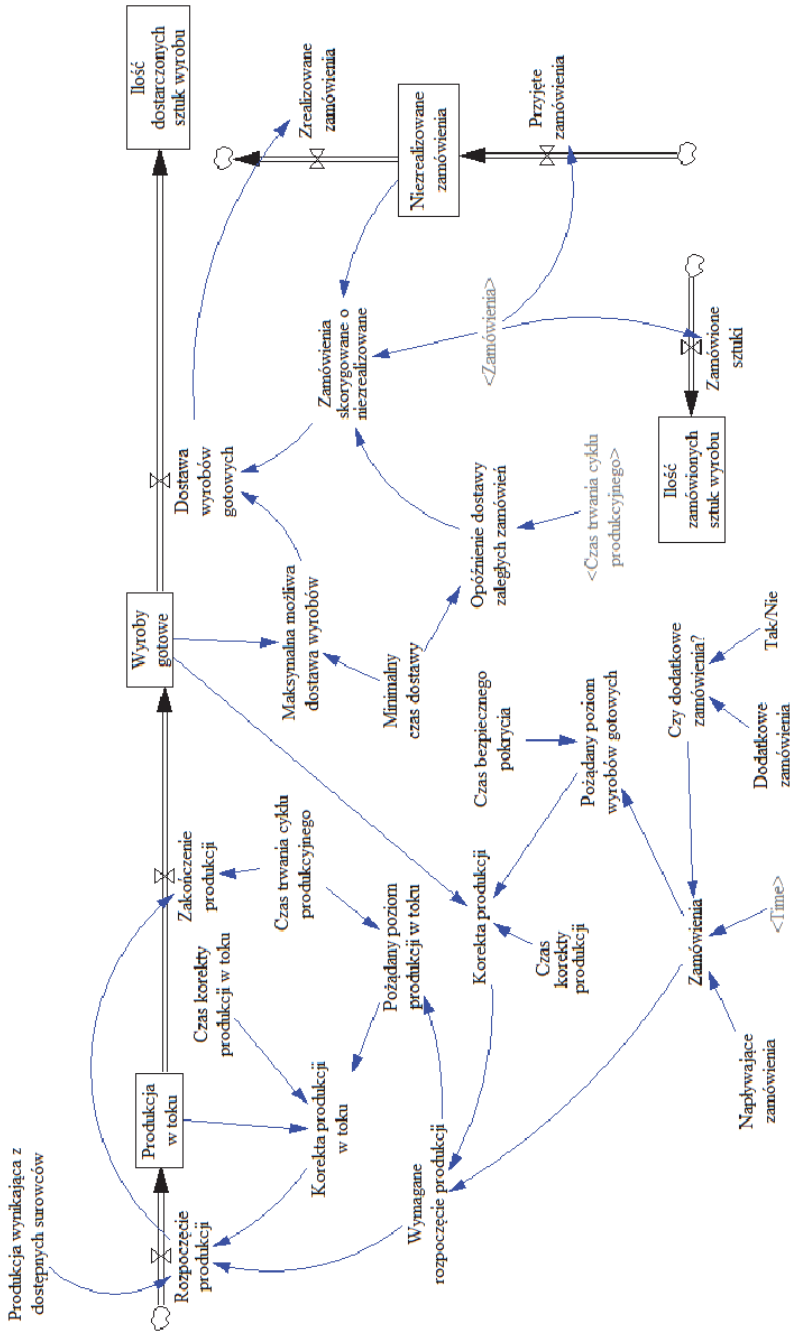 Produkcja wynikająca z
dostępnych surowców
Rozpoczęcie
produkcji
Produkcja
w toku
Zakończenie
produkcji
Wyroby
gotowe
Dostawa
wyrobów
gotowych
Ilość
dostarczonych
sztuk wyrobu
Czas korekty
produkcji w toku
Czas trwania cyklu
produkcyjnego
Maksymalna możliwa
dostawa wyrobów
Zrealizowane
zamówienia
Korekta produkcji
w toku
Pożądany poziom
produkcji w toku
Minimalny
czas dostawy
Zamówienia
skorygowane o
niezrealizowane
Niezrealizowane
zamówienia
Wymagane
rozpoczęcie produkcji
Korekta produkcji
Czas
korekty
produkcji
Czas bezpiecznego
pokrycia
Opóźnienie dostawy
zaległych zamówień
<Zamówienia>
Przyjęte
zamówienia
Pożądany poziom
wyrobów gotowych
<Czas trwania cyklu
produkcyjnego>
Zamówienia
Czy dodatkowe
zamówienia?
Ilość
zamówionych
sztuk wyrobu
Zamówione
sztuki
Napływające
zamówienia
<Time>
Dodatkowe
zamówienia
Tak/Nie